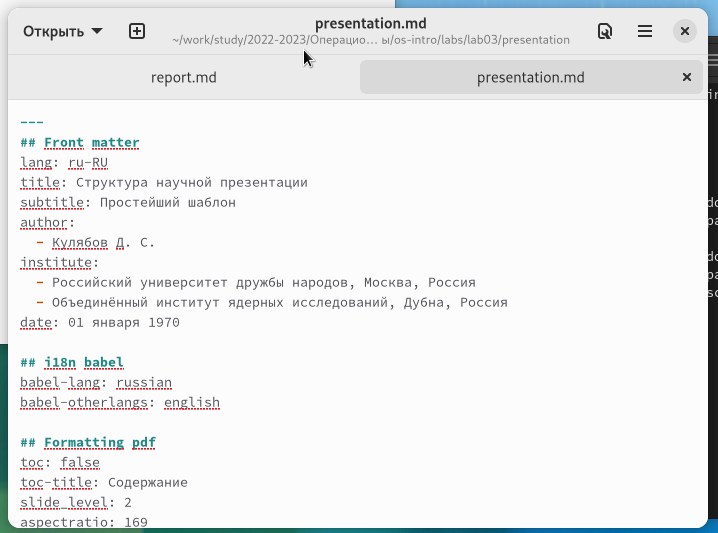 Открыть
presentation.md
~/work/study/2022-2023/Операцио... ы/os-intro/labs/lab03/presentation
report.md
presentation.md
---
## Front matter
lang: ru-RU
title: Структура научной презентации
subtitle: Простейший шаблон
author:
- Кулябов Д. С.
institute:
- Российский университет дружбы народов, Москва, Россия
- Объединённый институт ядерных исследований, Дубна, Россия
date: 01 января 1970
## i18n babel
babel-lang: russian
babel-otherlangs: english
## Formatting pdf
toc: false
toc-title: Содержание
slide_level: 2
aspectratio: 169